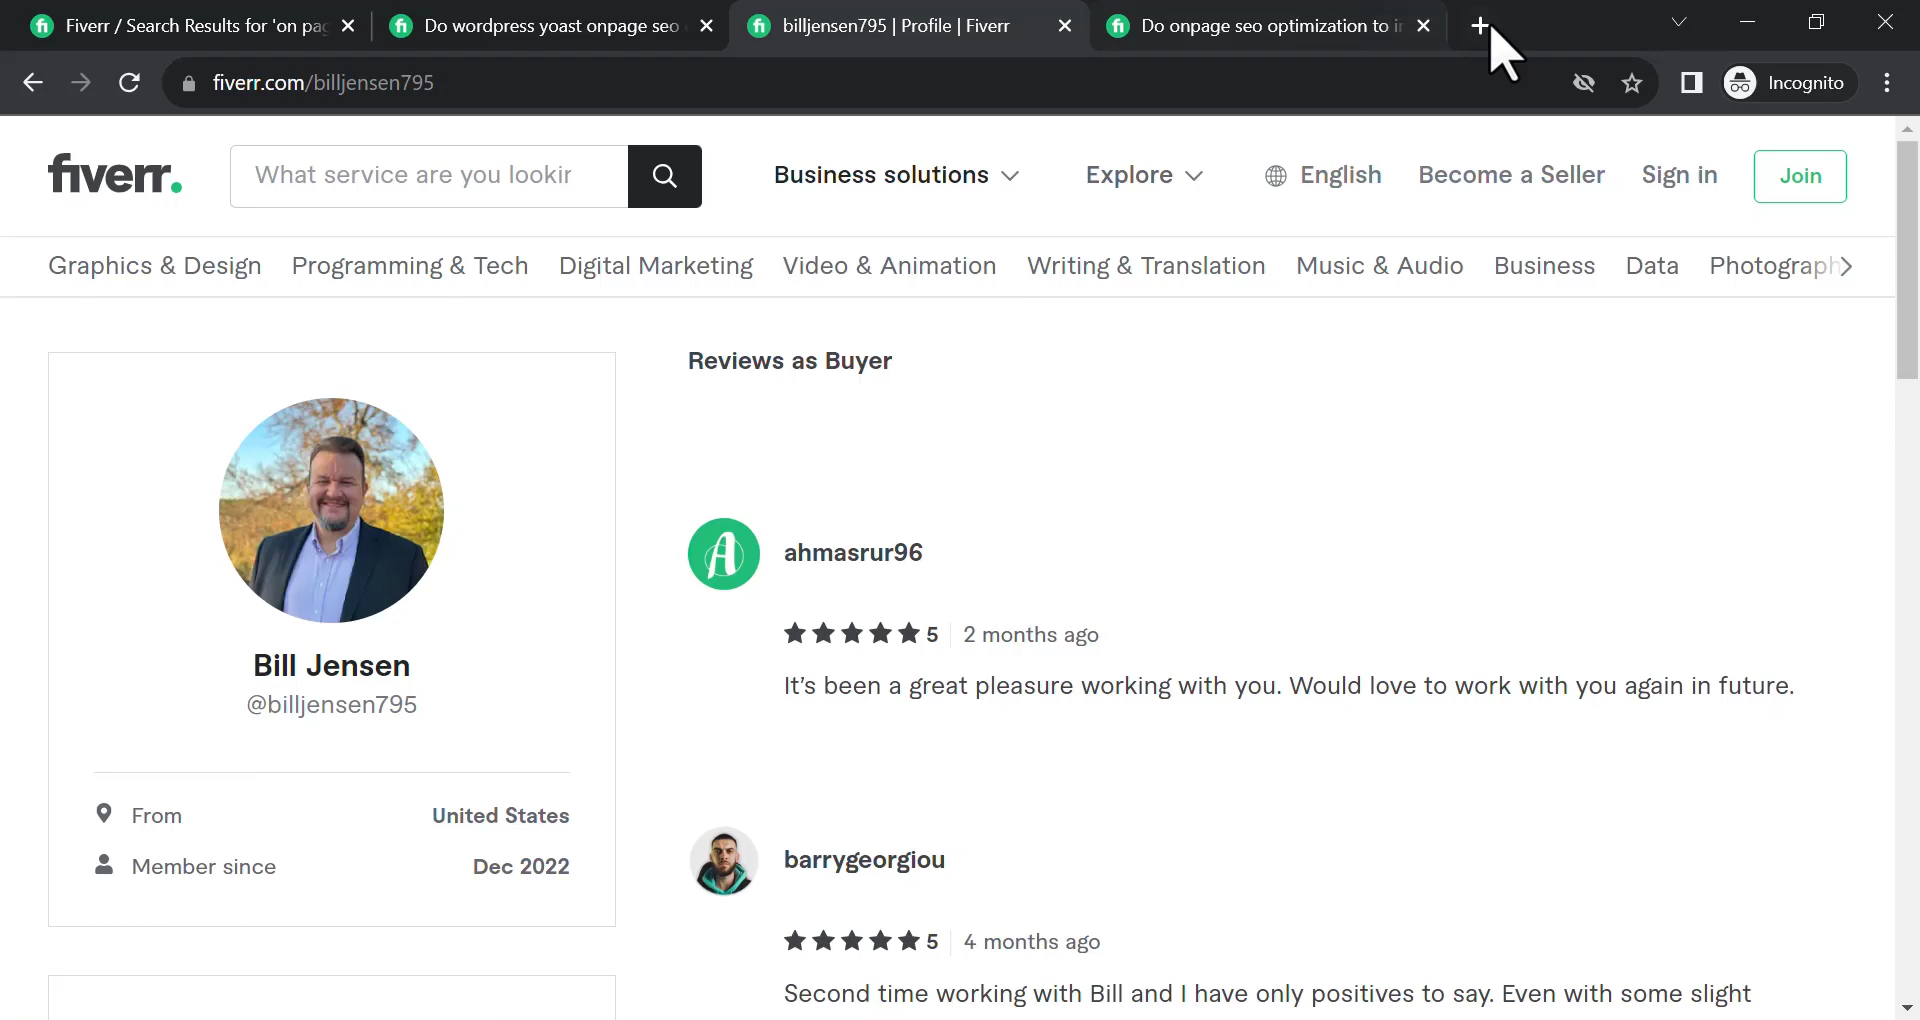 Fiverr / Search Results for 'on pag
Do wordpress yoast onpage seo
billjensen795 | Profile | Fiverr
Do onpage seo optimization to i
fiverr.com/billjensen795
Incognito
fiverr.
What service are you lookir
Business solutions
Explore
English
Become a Seller
Sign in
Join
Graphics & Design
Programming & Tech
Digital Marketing
Video & Animation
Writing & Translation
Music & Audio
Business
Data
Photograph
Reviews as Buyer
Bill Jensen
@billjensen795
From United States
Member since Dec 2022
ahmasrur96
5 2 months ago
It's been a great pleasure working with you. Would love to work with you again in future.
barrygeorgiou
5 4 months ago
Second time working with Bill and I have only positives to say. Even with some slight